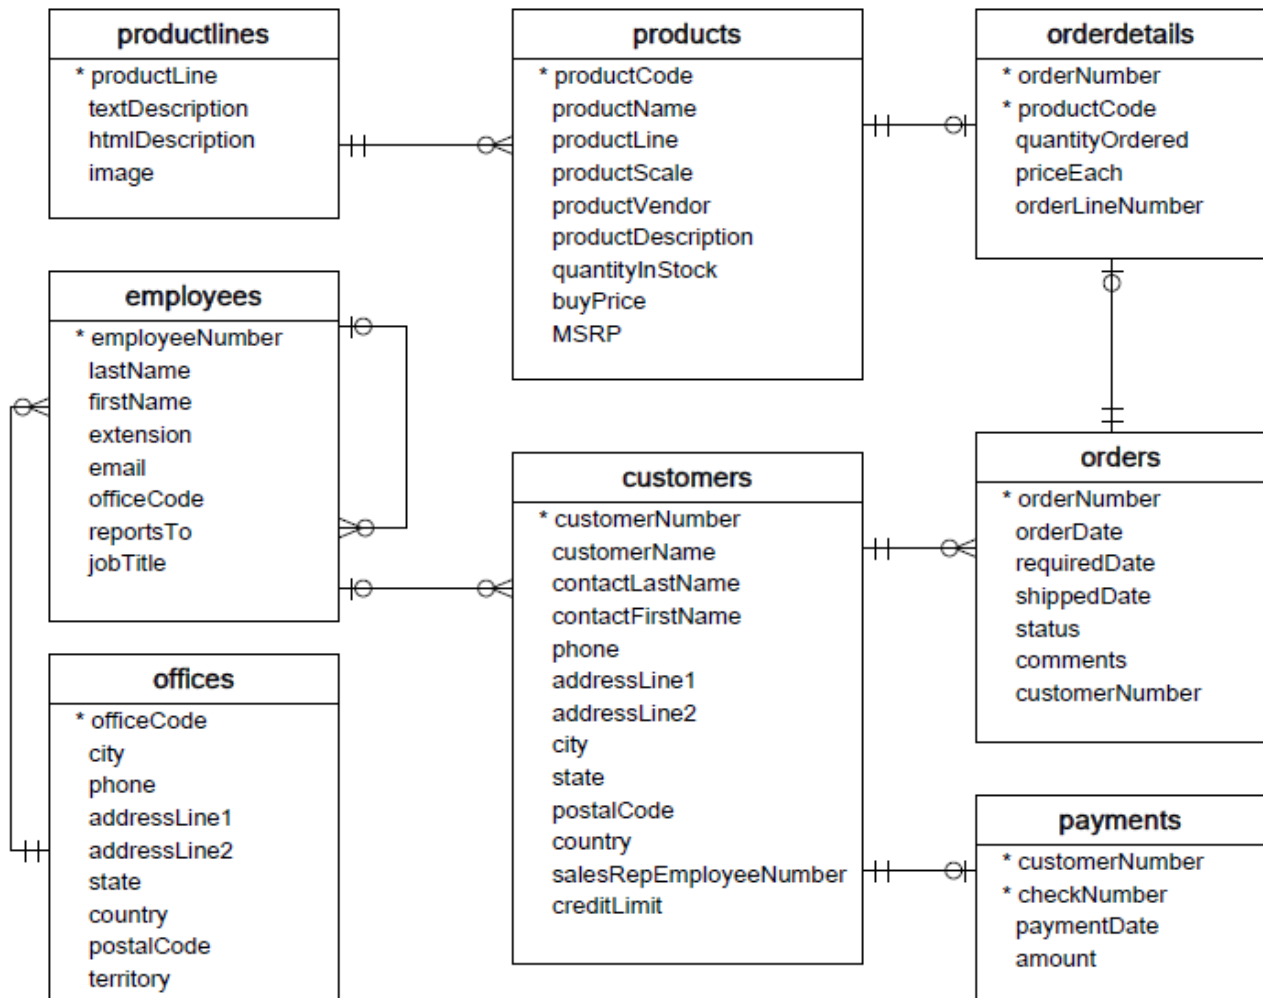 productlines
* productLine
textDescription
htmlDescription
image
products
* productCode
productName
productLine
productScale
productVendor
productDescription
quantityInStock
buyPrice
MSRP
orderdetails
* orderNumber
* productCode
quantityOrdered
priceEach
orderLineNumber
employees
* employeeNumber
lastName
firstName
extension
email
officeCode
reportsTo
jobTitle
customers
* customerNumber
customerName
contactLastName
contactFirstName
phone
addressLine1
addressLine2
city
state
postalCode
country
salesRepEmployeeNumber
creditLimit
orders
* orderNumber
orderDate
requiredDate
shippedDate
status
comments
customerNumber
offices
* officeCode
city
phone
addressLine1
addressLine2
state
country
postalCode
territory
payments
* customerNumber
* checkNumber
paymentDate
amount